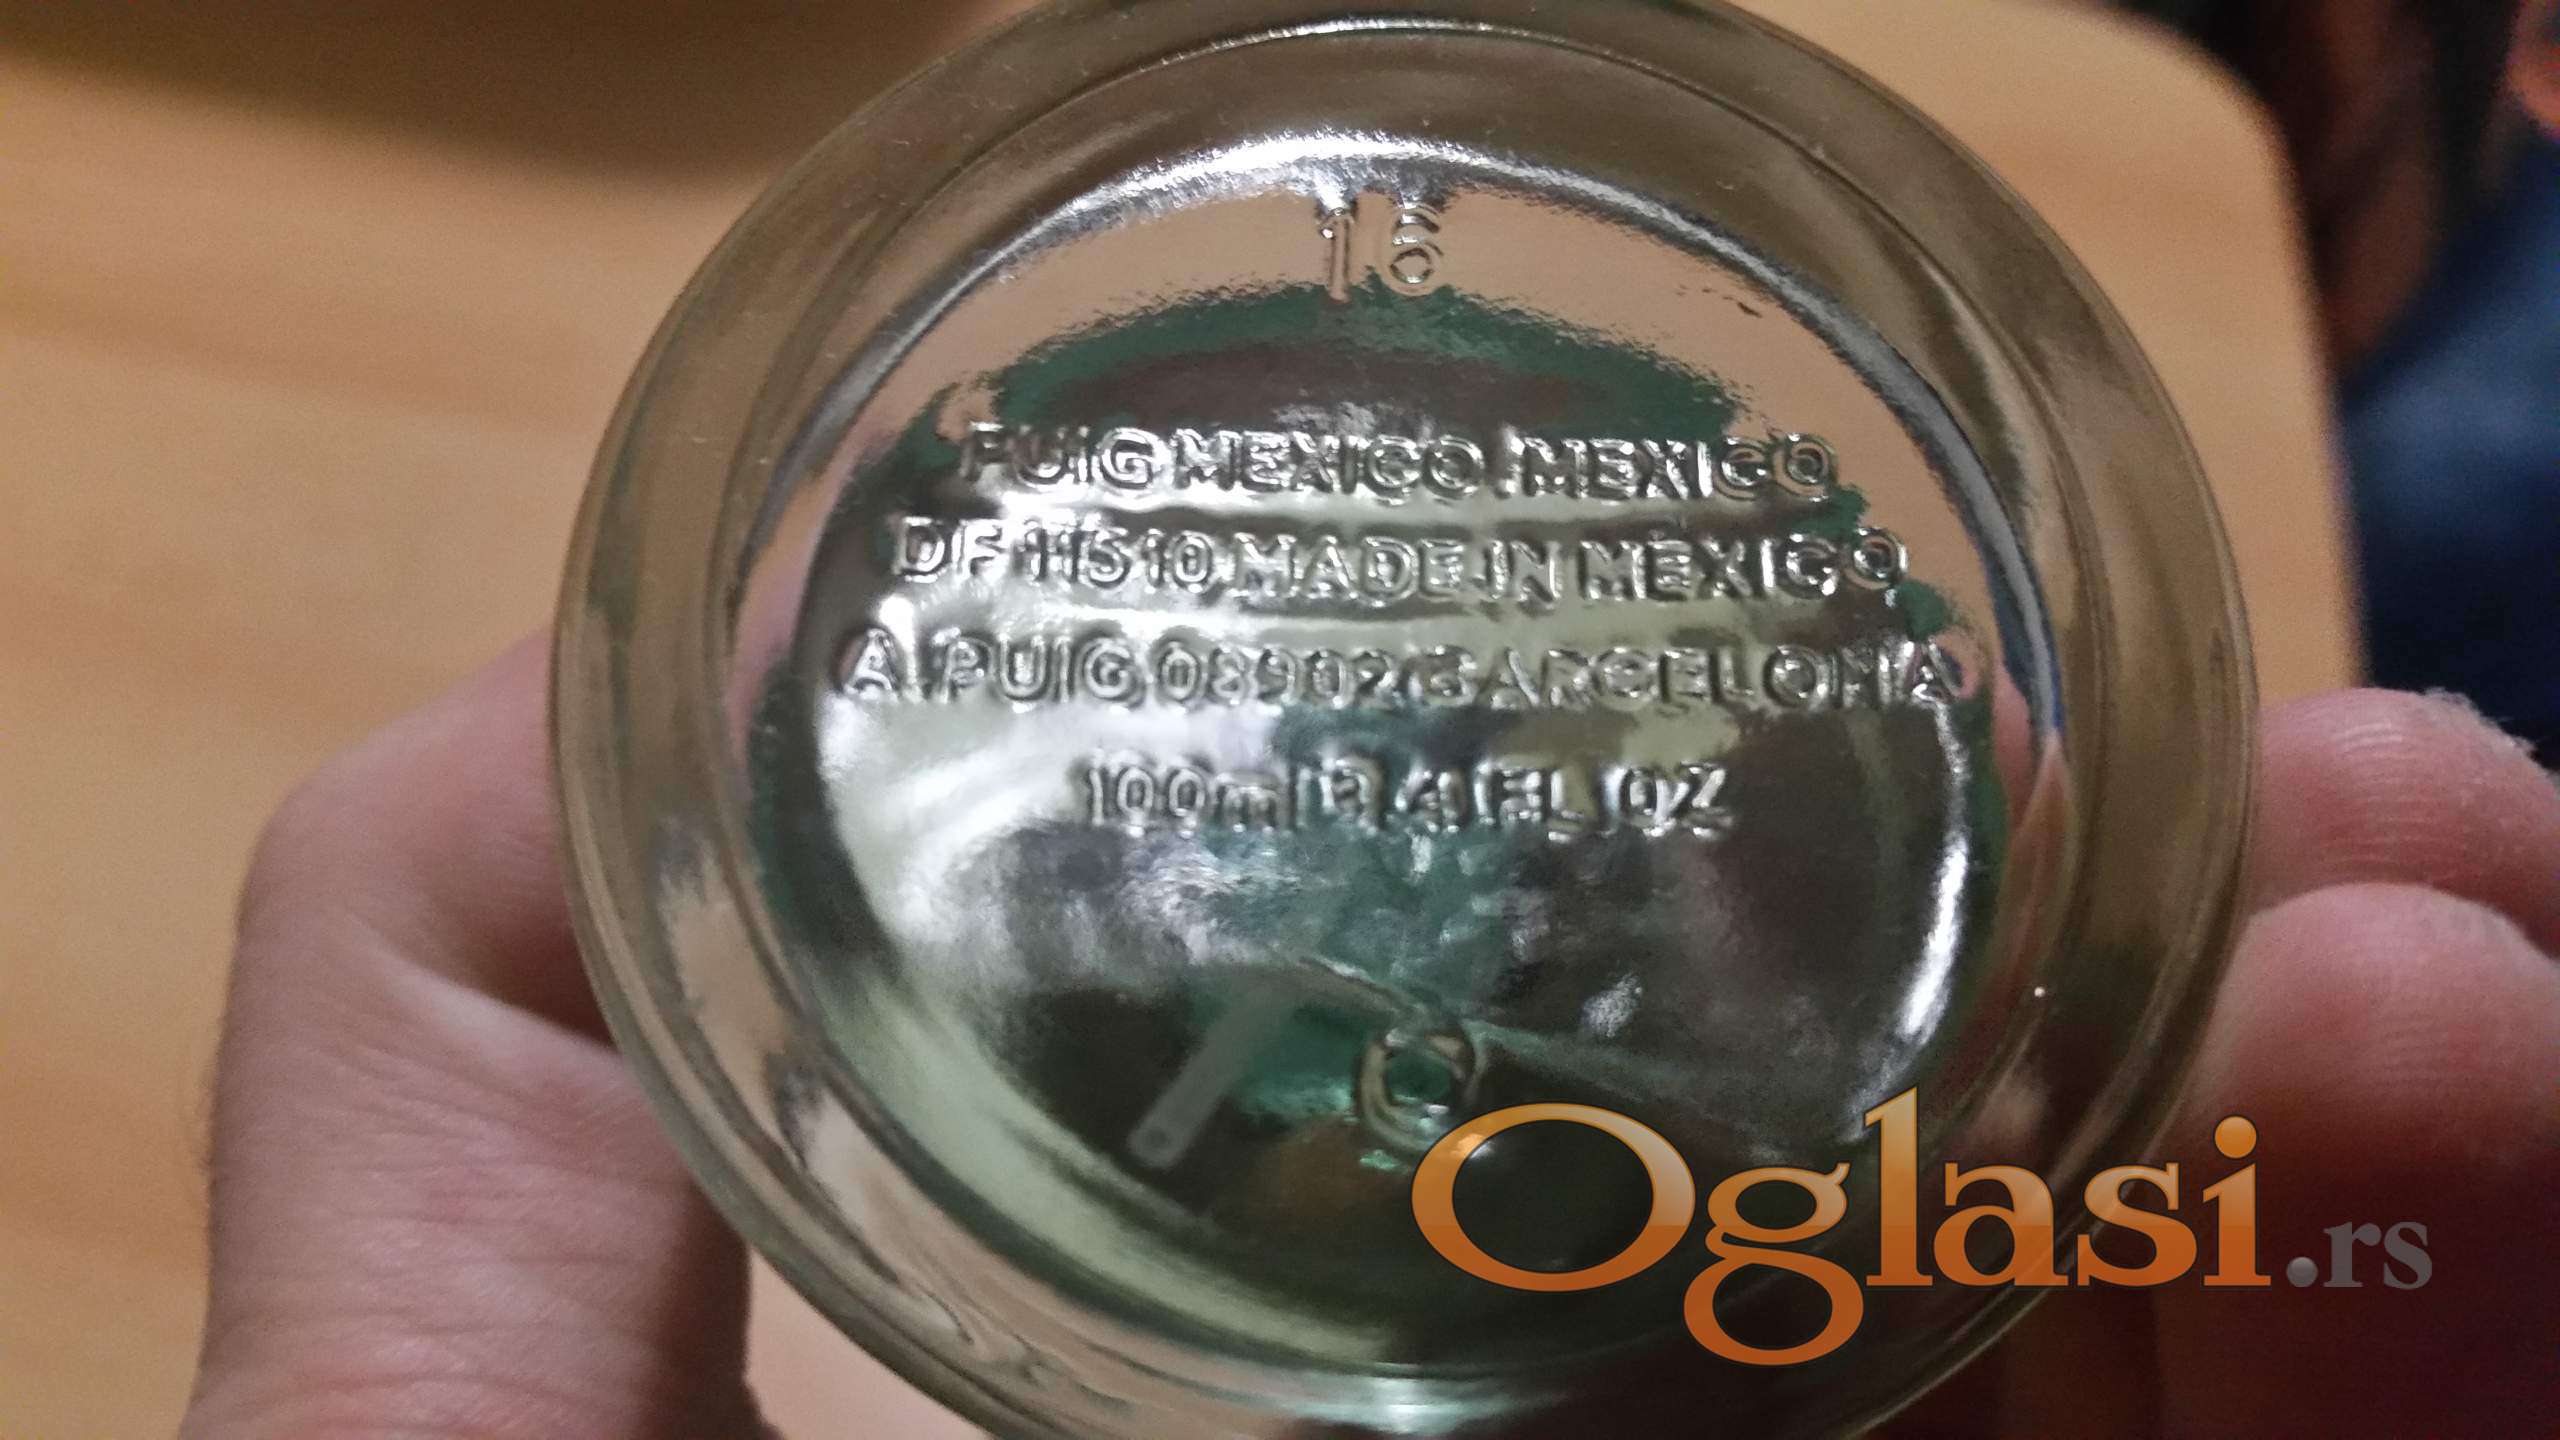 16
PUIG MEXICO.MEXICO
DF 11510 MADE IN MEXICO
A.PUIG 08902 BARCELONA
100ml 3,4 FL OZ
Oglasi.rs